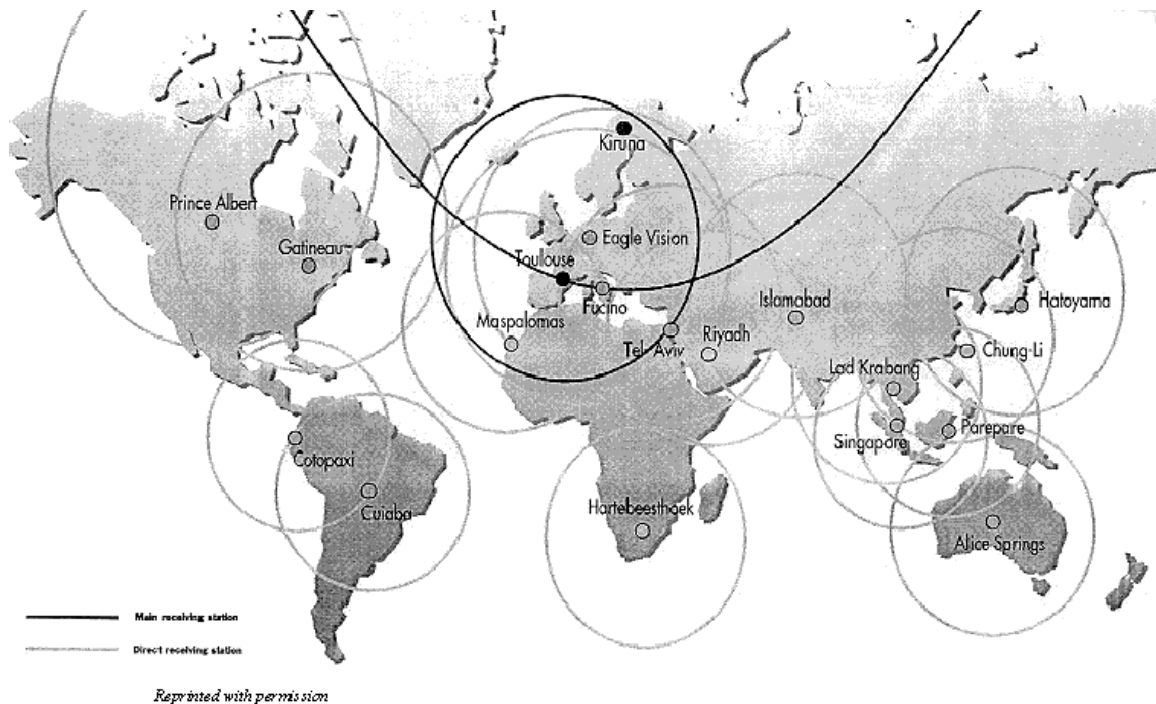 Kiruna
Prince Albert
Gatineau
Eagle Vision
Toulouse
Fucino
Maspalomas
Tel Aviv
Riyadh
Islamabad
Hatoyama
Chung-Li
Lad Krabang
Singapore
Parepare
Cotopaxi
Cuiaba
Hartebeesthoek
Alice Springs
Main receiving station
Direct receiving station
Reprinted with permission